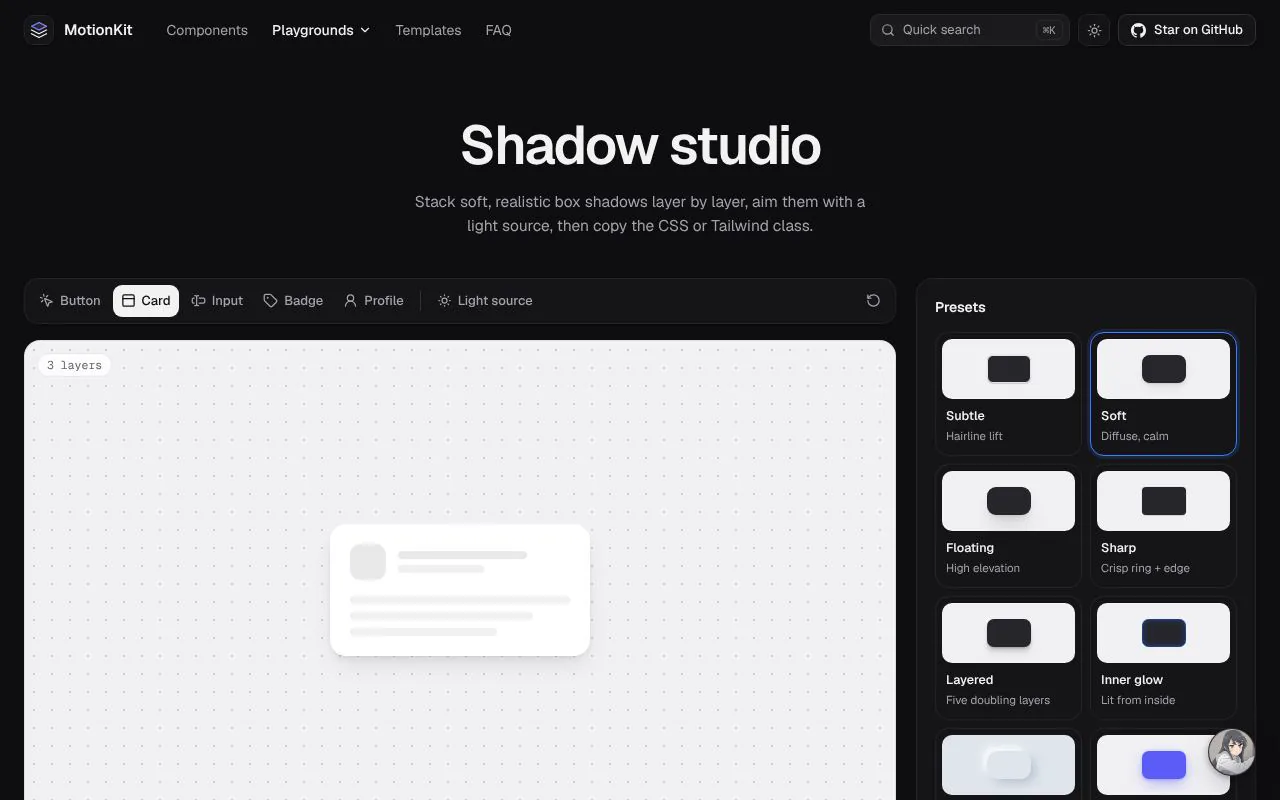 MotionKit
Components
Playgrounds
Templates
FAQ
Quick search
⌘K
Star on GitHub
Shadow studio
Stack soft, realistic box shadows layer by layer, aim them with a
light source, then copy the CSS or Tailwind class.
Button
Card
Input
Badge
Profile
Light source
3 layers
Presets
Subtle
Hairline lift
Soft
Diffuse, calm
Floating
High elevation
Sharp
Crisp ring + edge
Layered
Five doubling layers
Inner glow
Lit from inside